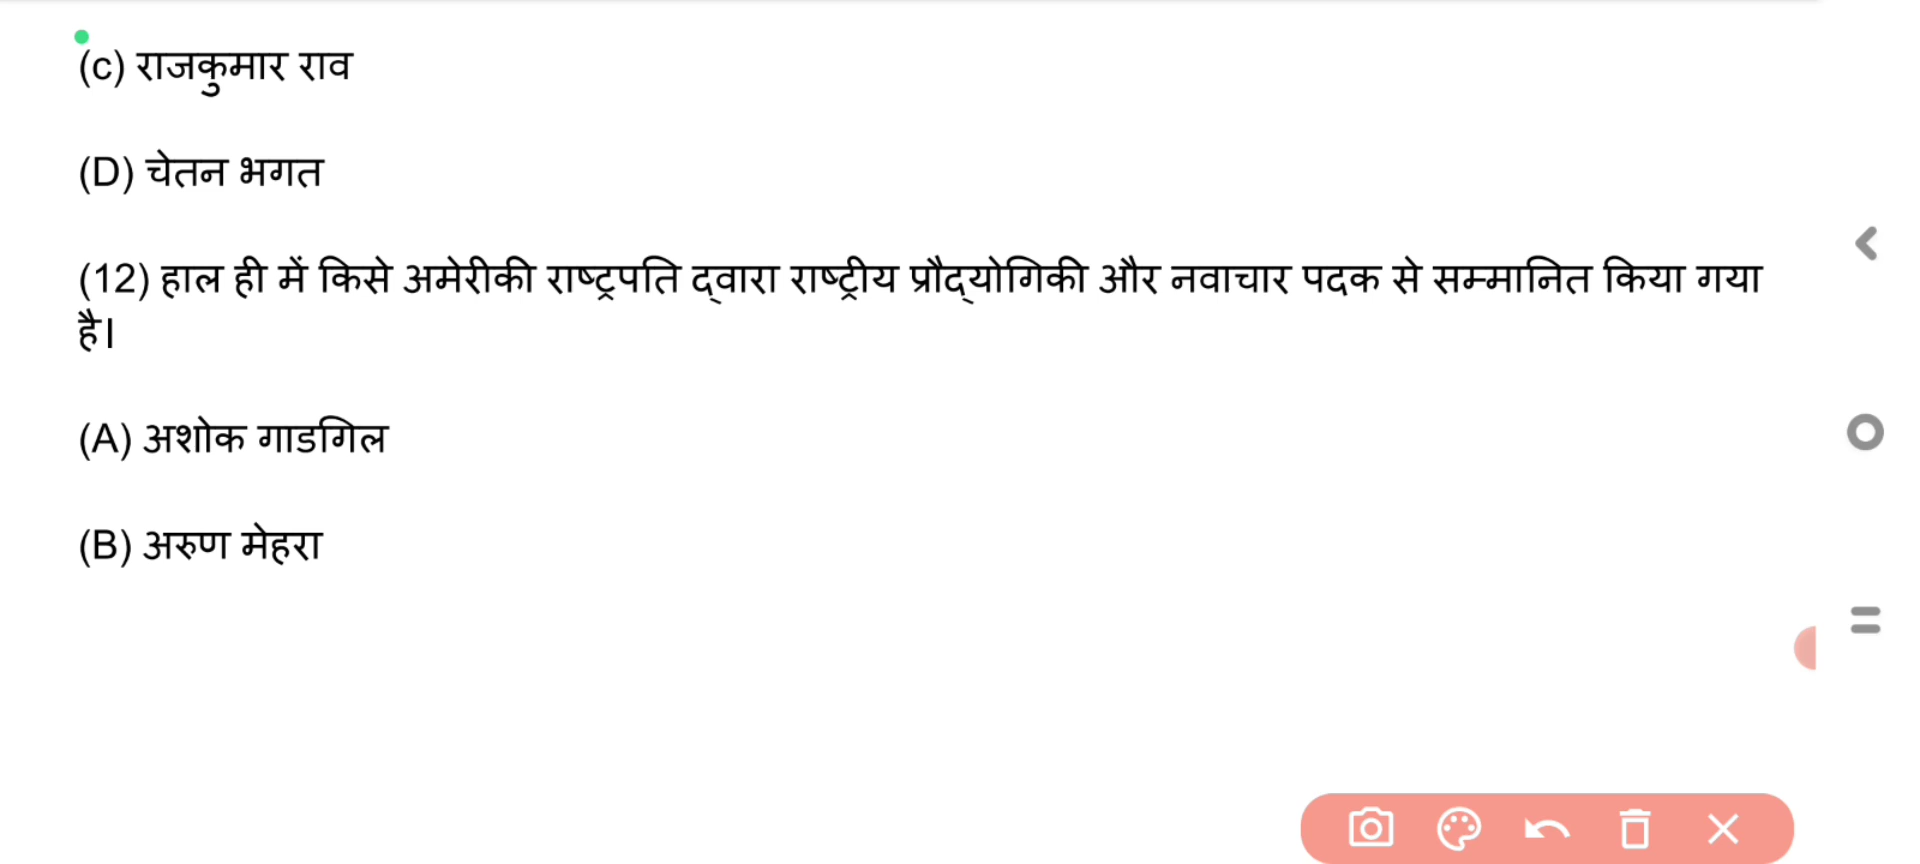 (c) राजकुमार राव
(D) चेतन भगत
(12) हाल ही में किसे अमेरीकी राष्ट्रपति द्वारा राष्ट्रीय प्रौद्योगिकी और नवाचार पदक से सम्मानित किया गया
है।
(A) अशोक गाडगिल
(B) अरुण मेहरा